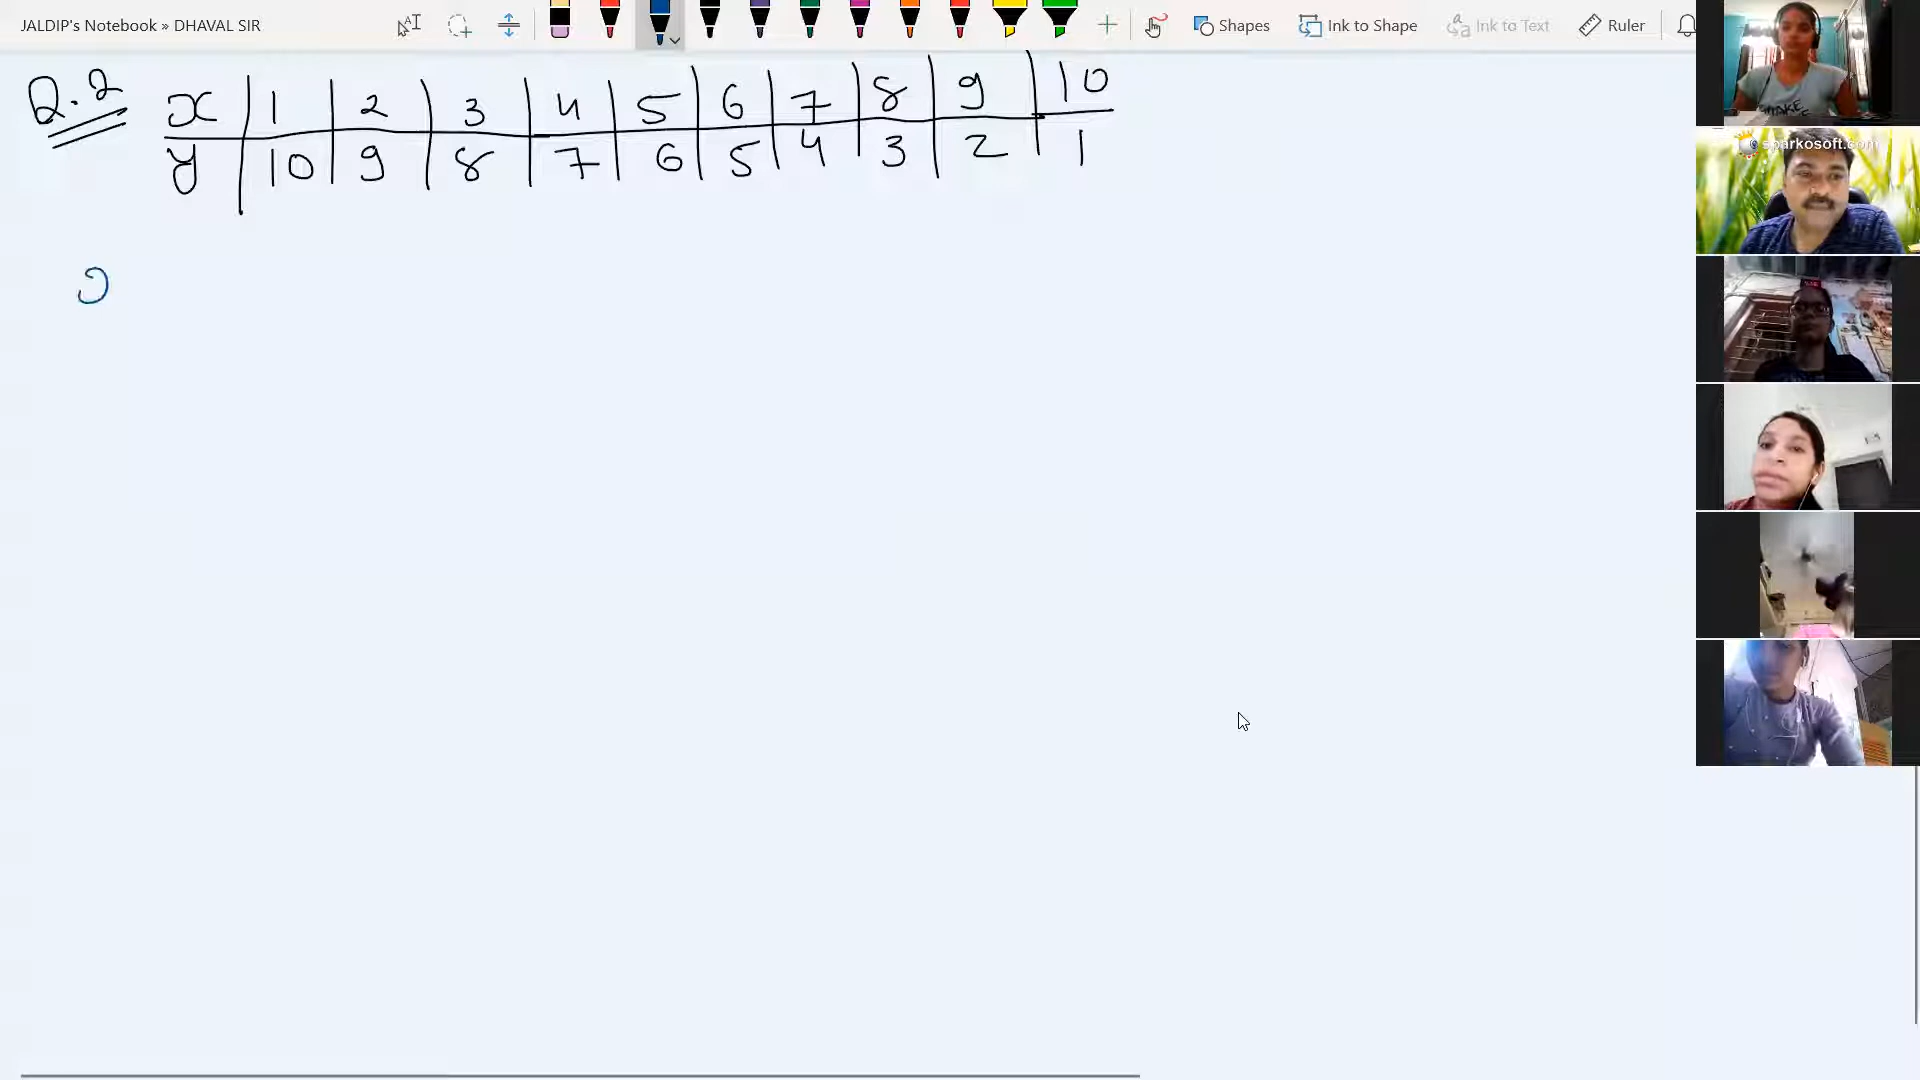 JALDIP's Notebook » DHAVAL SIR
Shapes
Ink to Shape
Ink to Text
Ruler
Q.2
x 1 2 3 4 5 6 7 8 9 10
y 10 9 8 7 6 5 4 3 2 1
sparkosoft.com